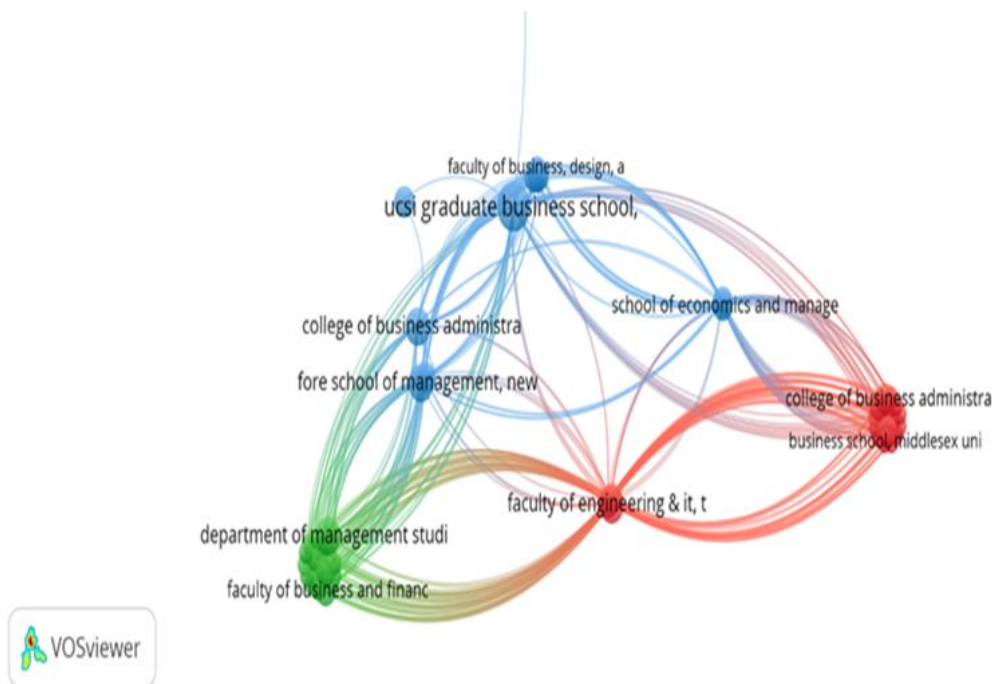 faculty of business, design, a
ucsi graduate business school,
school of economics and manage
college of business administra
fore school of management, new
college of business administra
business school, middlesex uni
faculty of engineering & it, t
department of management studi
faculty of business and financ
VOSviewer